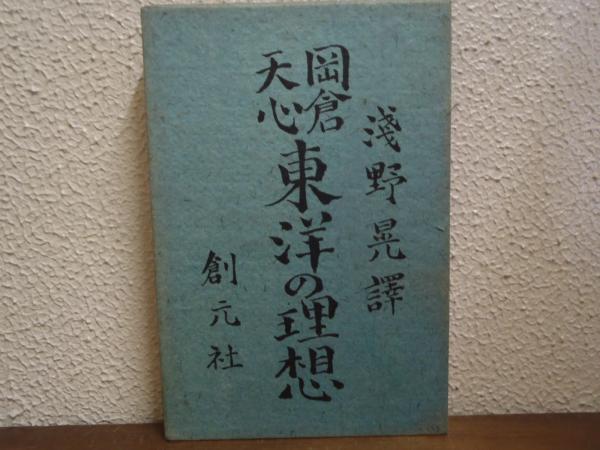 淺野晃譯
岡倉
天心
東洋の理想
創元社